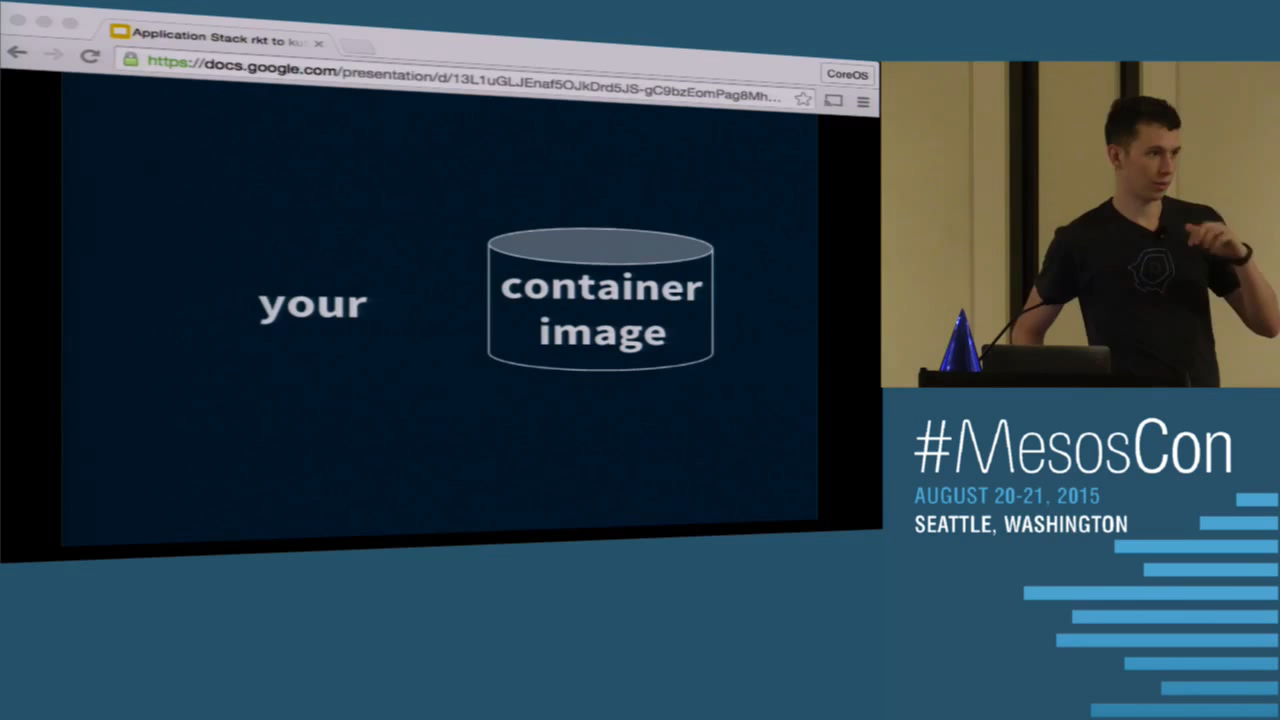 Application Stack rkt to ku
CoreOS
https://docs.google.com/presentation/d/13L1uGLJEnaf5OJkDrd5JS-gC9bzEomPag8Mh...
your
container
image
#MesosCon
AUGUST 20-21, 2015
SEATTLE, WASHINGTON